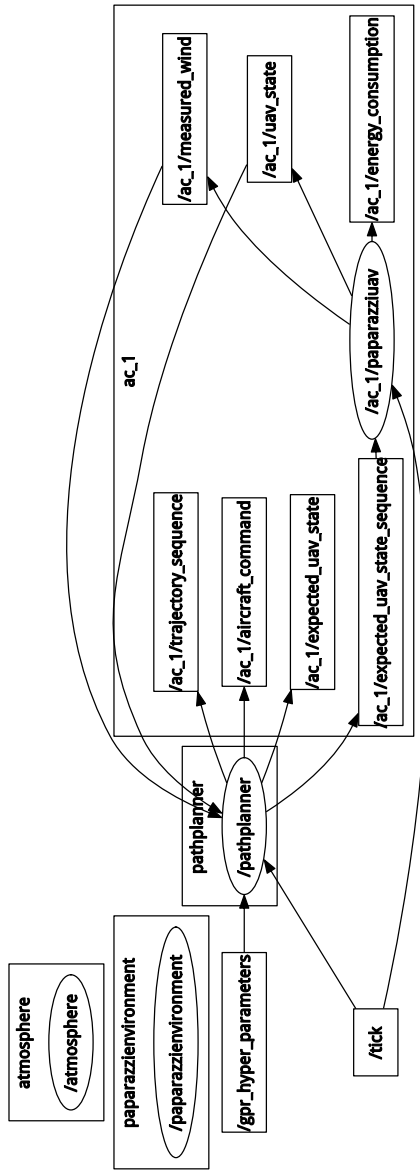 atmosphere
/atmosphere
paparazzienvironment
/paparazzienvironment
/gpr_hyper_parameters
/tick
pathplanner
/pathplanner
ac_1
/ac_1/trajectory_sequence
/ac_1/aircraft_command
/ac_1/expected_uav_state
/ac_1/expected_uav_state_sequence
/ac_1/paparazziuav
/ac_1/measured_wind
/ac_1/uav_state
/ac_1/energy_consumption